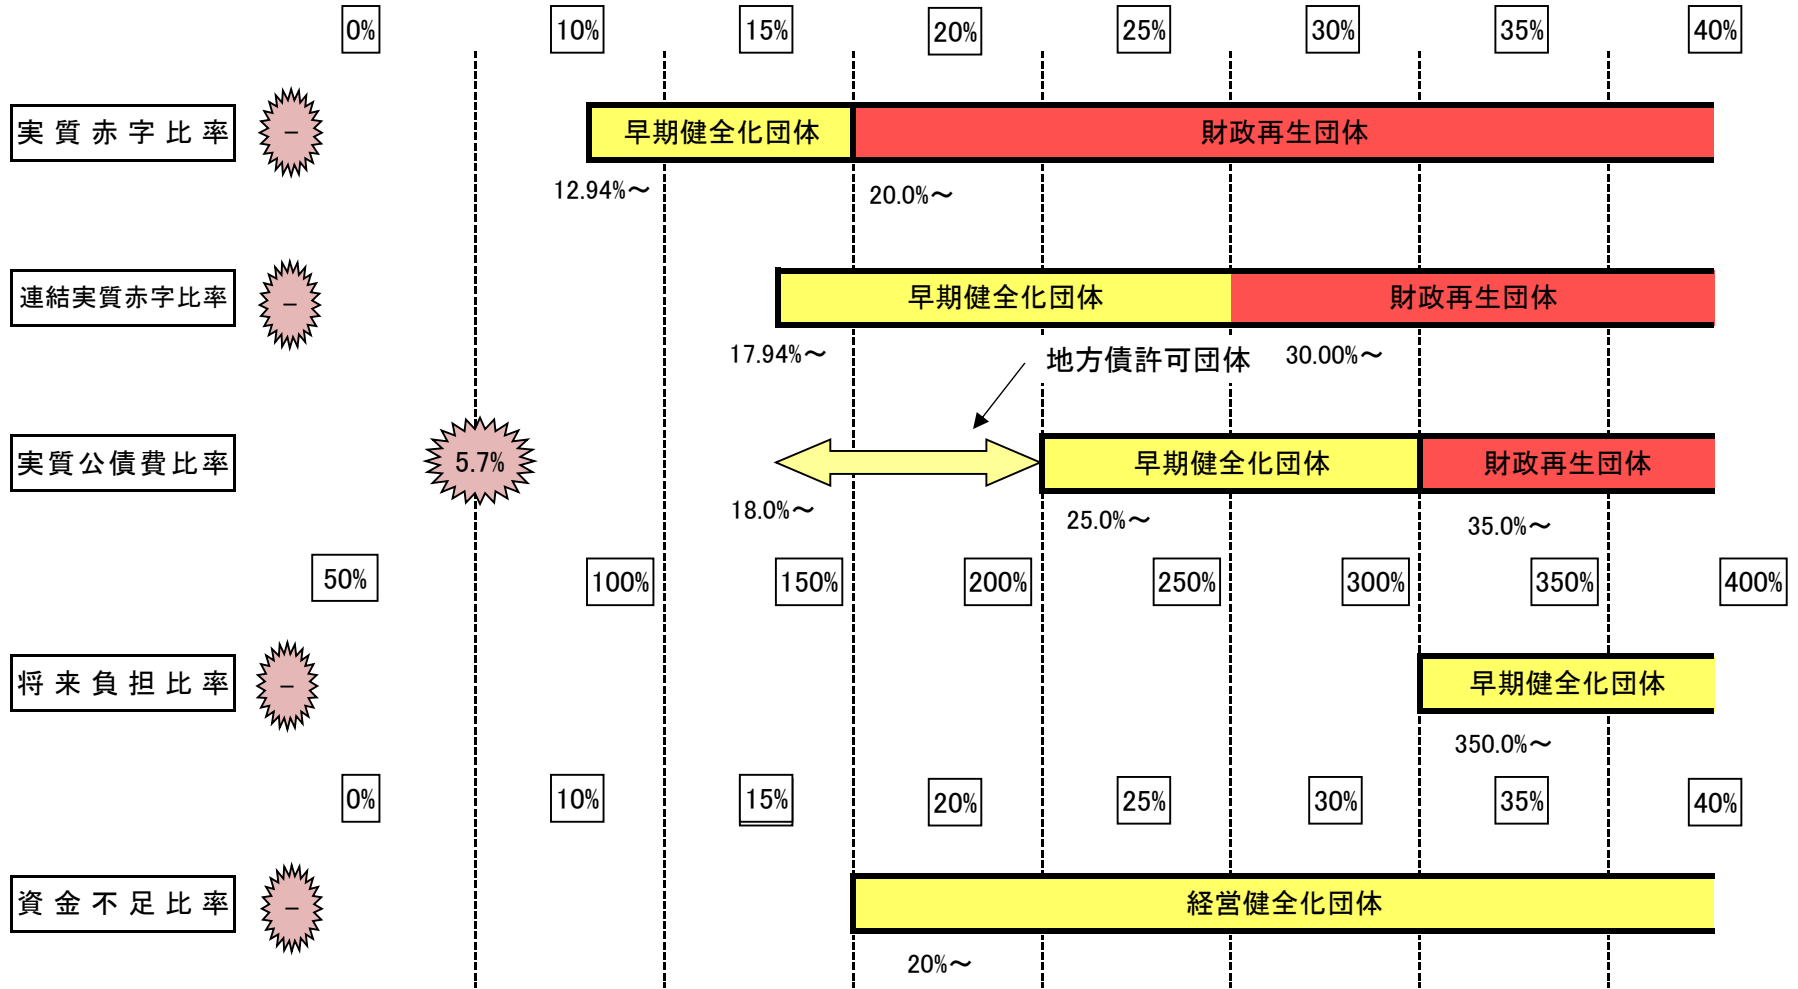 0% 10% 15% 20% 25% 30% 35% 40%
実質赤字比率 － 早期健全化団体 財政再生団体
12.94%～ 20.0%～
連結実質赤字比率 － 早期健全化団体 財政再生団体
17.94%～ 地方債許可団体 30.00%～
実質公債費比率 5.7% 早期健全化団体 財政再生団体
18.0%～ 25.0%～ 35.0%～
50% 100% 150% 200% 250% 300% 350% 400%
将来負担比率 － 早期健全化団体
350.0%～
0% 10% 15% 20% 25% 30% 35% 40%
資金不足比率 － 経営健全化団体
20%～